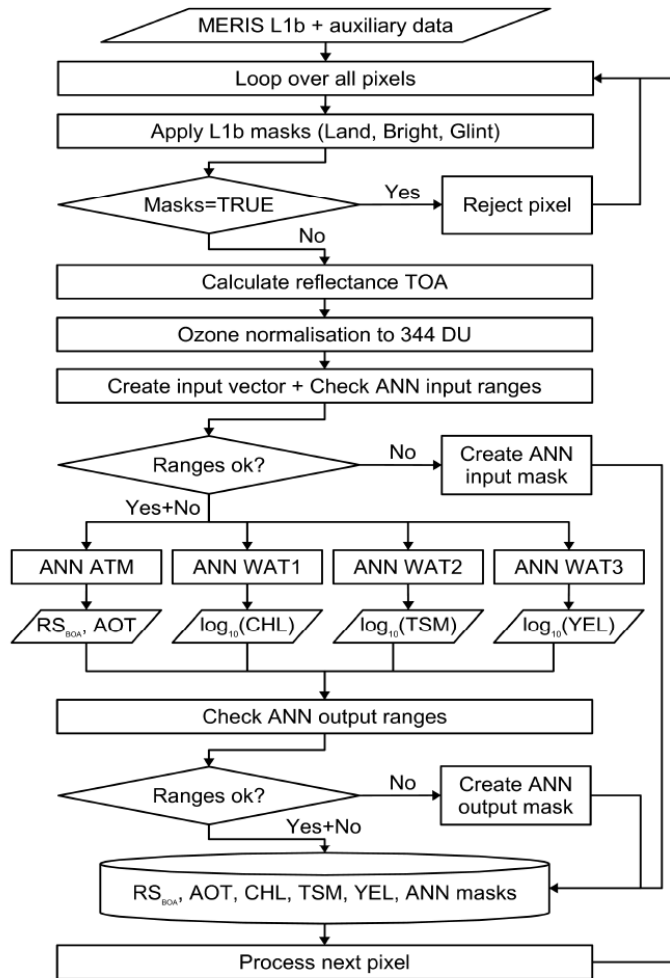 MERIS L1b + auxiliary data
Loop over all pixels
Apply L1b masks (Land, Bright, Glint)
Masks=TRUE
Yes
Reject pixel
No
Calculate reflectance TOA
Ozone normalisation to 344 DU
Create input vector + Check ANN input ranges
Ranges ok?
No
Create ANN
input mask
Yes+No
ANN ATM
ANN WAT1
ANN WAT2
ANN WAT3
RS_BOA, AOT
log₁₀(CHL)
log₁₀(TSM)
log₁₀(YEL)
Check ANN output ranges
Ranges ok?
No
Create ANN
output mask
Yes+No
RS_BOA, AOT, CHL, TSM, YEL, ANN masks
Process next pixel